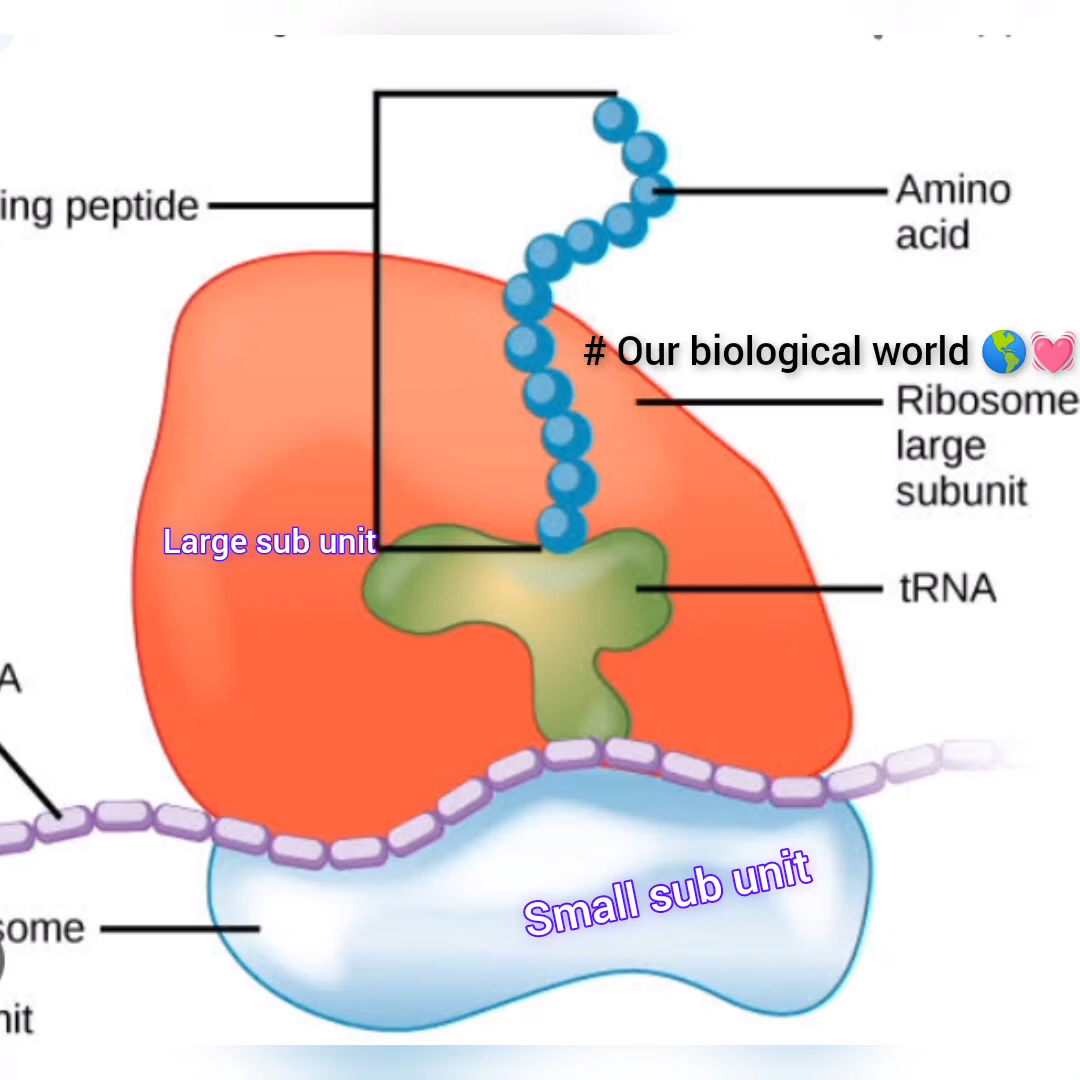 ing peptide
Amino
acid
# Our biological world 🌎💓
Ribosome
large
subunit
Large sub unit
tRNA
A
Small sub unit
some
nit